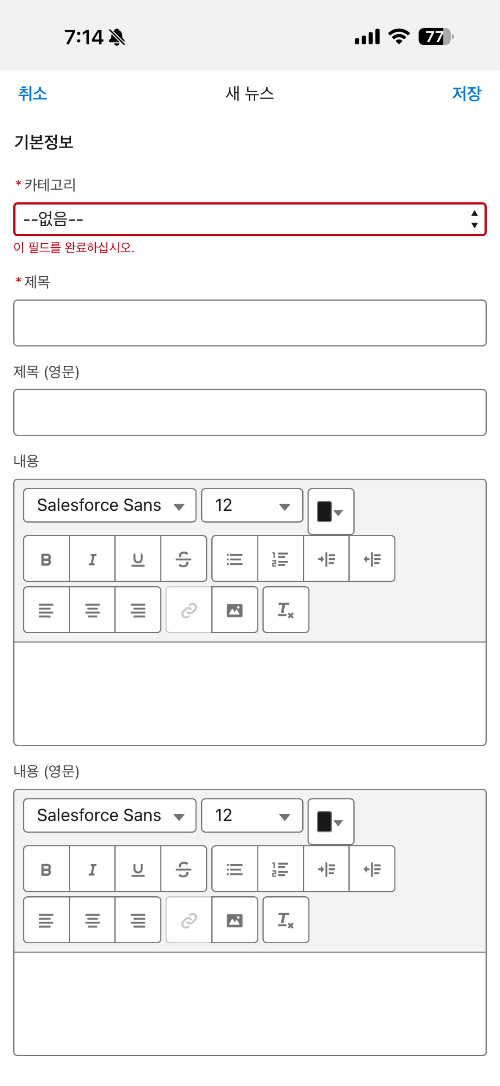 7:14
77
취소 새 뉴스 저장
기본정보
* 카테고리
--없음--
이 필드를 완료하십시오.
* 제목
제목 (영문)
내용
Salesforce Sans 12
B I U S
내용 (영문)
Salesforce Sans 12
B I U S